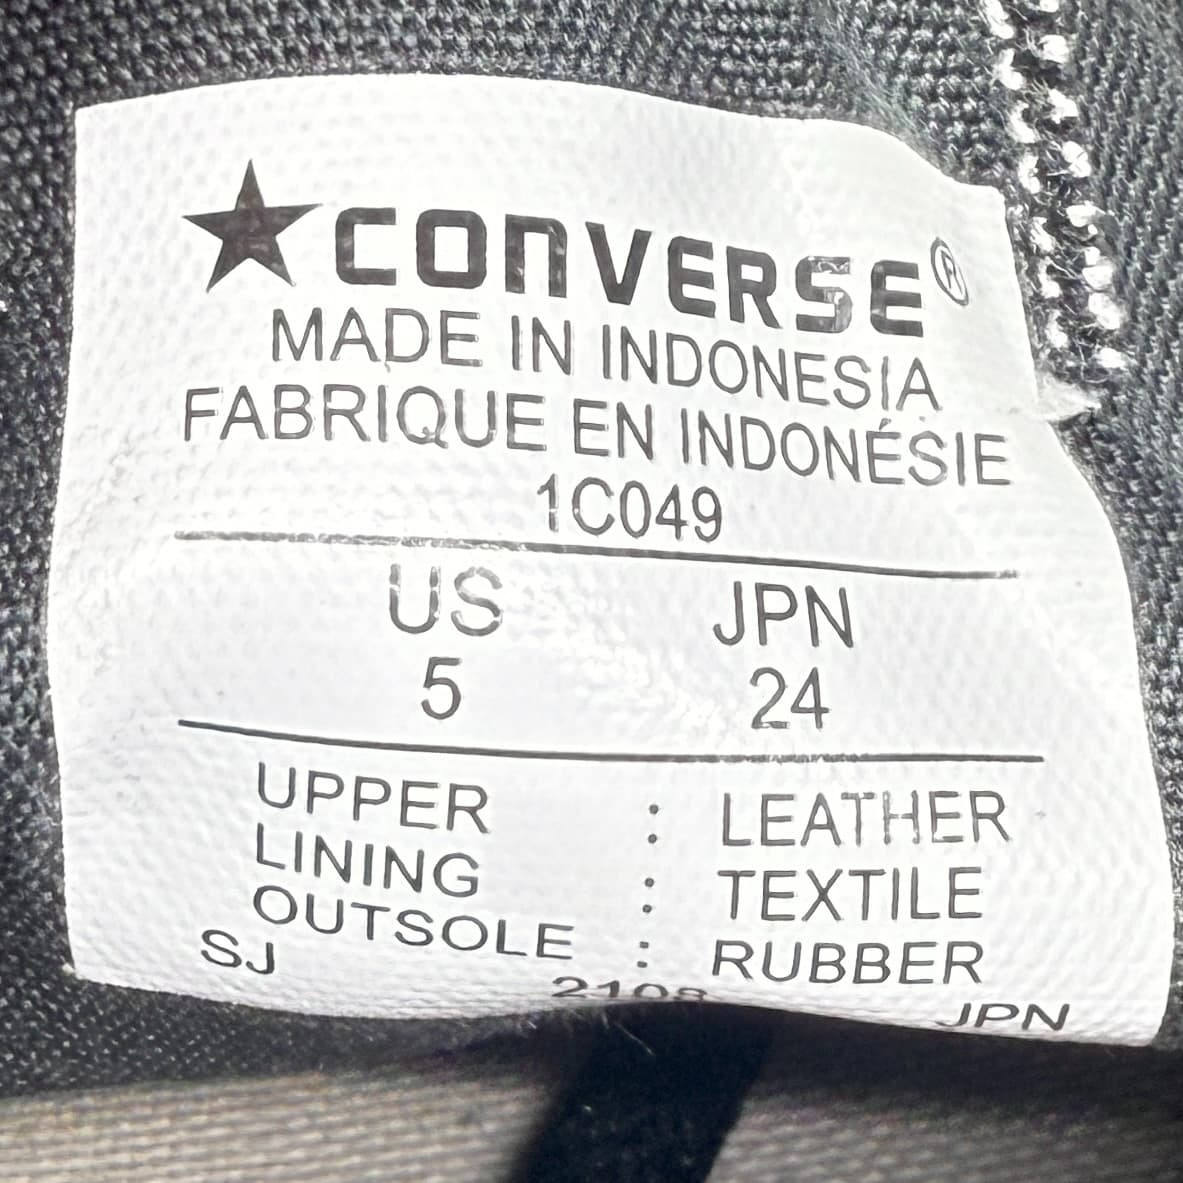 CONVERSE®
MADE IN INDONESIA
FABRIQUE EN INDONÉSIE
1C049
US JPN
5 24
UPPER : LEATHER
LINING : TEXTILE
OUTSOLE : RUBBER
SJ 2108 JPN